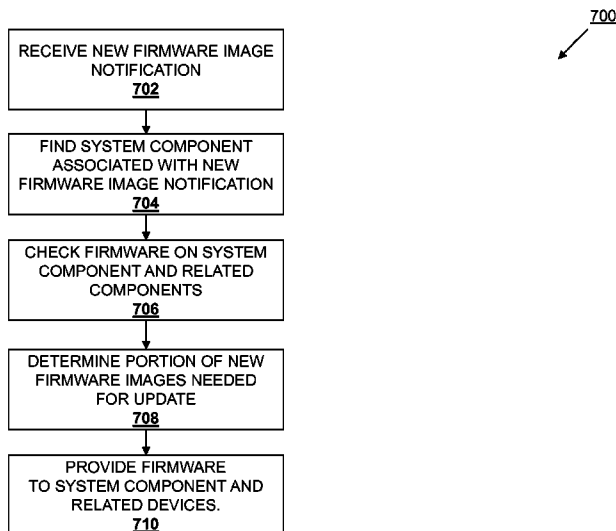 700
RECEIVE NEW FIRMWARE IMAGE
NOTIFICATION
702
FIND SYSTEM COMPONENT
ASSOCIATED WITH NEW
FIRMWARE IMAGE NOTIFICATION
704
CHECK FIRMWARE ON SYSTEM
COMPONENT AND RELATED
COMPONENTS
706
DETERMINE PORTION OF NEW
FIRMWARE IMAGES NEEDED
FOR UPDATE
708
PROVIDE FIRMWARE
TO SYSTEM COMPONENT AND
RELATED DEVICES.
710